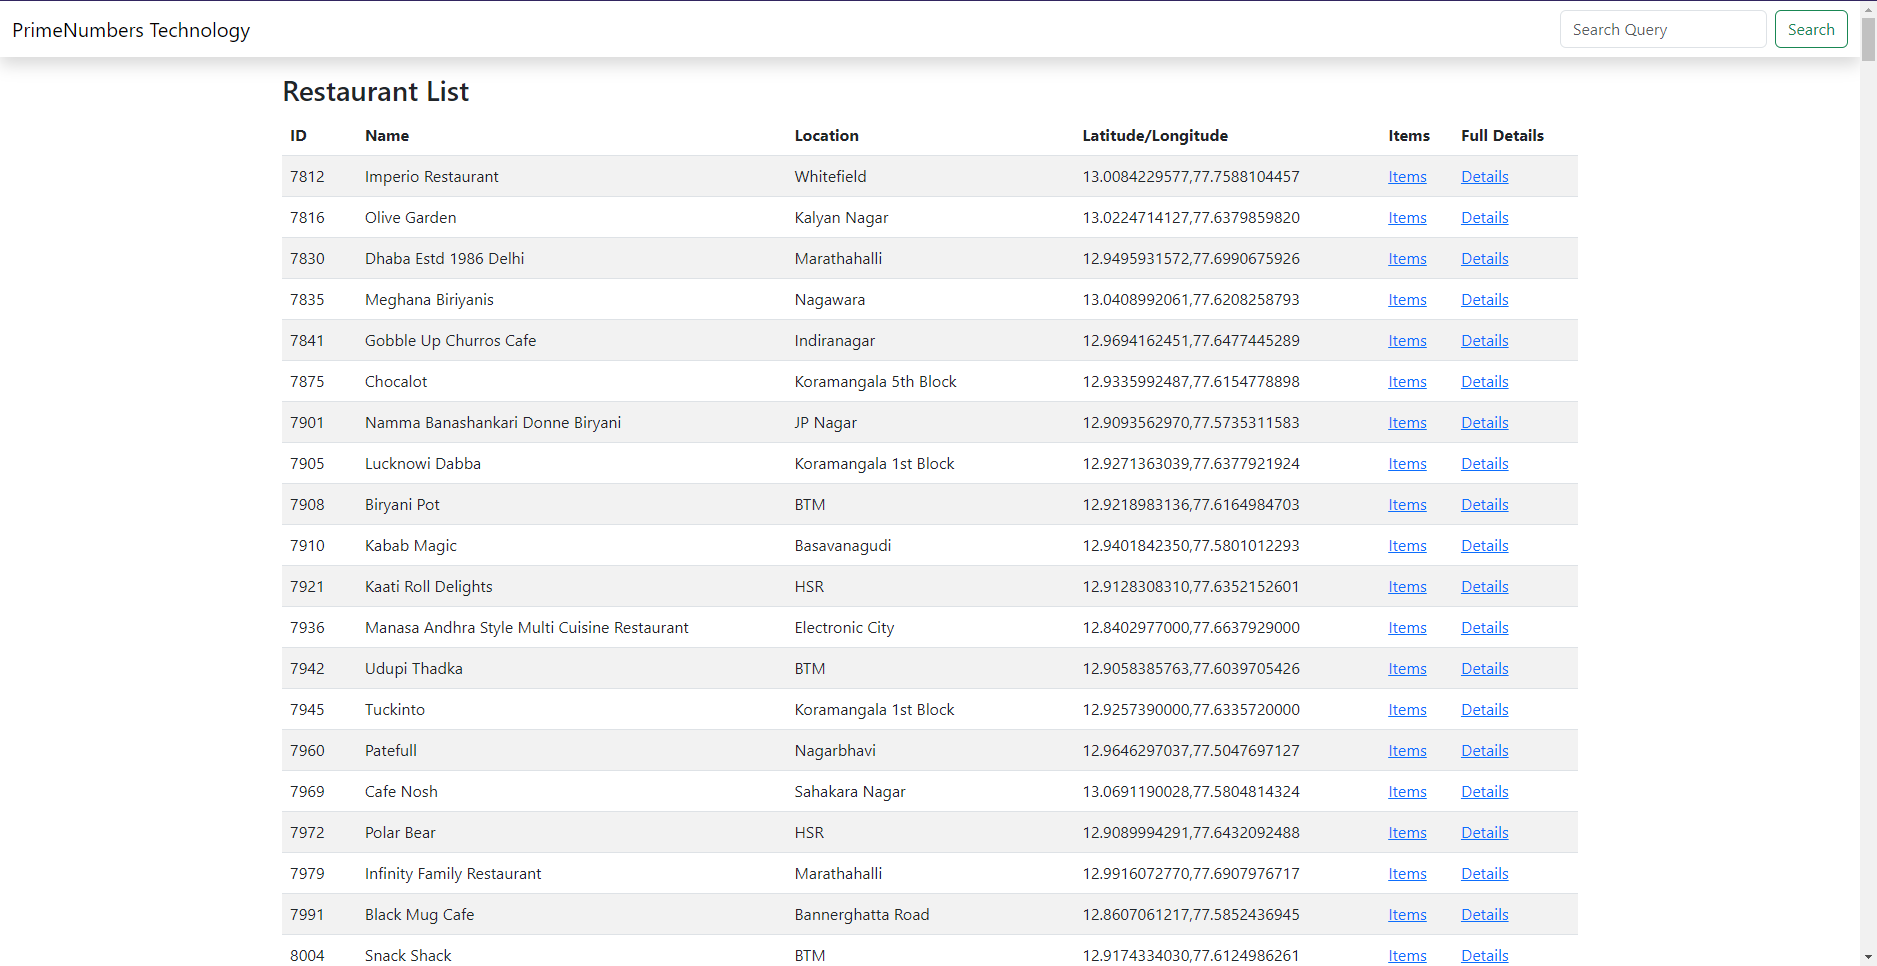 PrimeNumbers Technology Search Query Search
Restaurant List
ID Name Location Latitude/Longitude Items Full Details
7812 Imperio Restaurant Whitefield 13.0084229577,77.7588104457 Items Details
7816 Olive Garden Kalyan Nagar 13.0224714127,77.6379859820 Items Details
7830 Dhaba Estd 1986 Delhi Marathahalli 12.9495931572,77.6990675926 Items Details
7835 Meghana Biriyanis Nagawara 13.0408992061,77.6208258793 Items Details
7841 Gobble Up Churros Cafe Indiranagar 12.9694162451,77.6477445289 Items Details
7875 Chocalot Koramangala 5th Block 12.9335992487,77.6154778898 Items Details
7901 Namma Banashankari Donne Biryani JP Nagar 12.9093562970,77.5735311583 Items Details
7905 Lucknowi Dabba Koramangala 1st Block 12.9271363039,77.6377921924 Items Details
7908 Biryani Pot BTM 12.9218983136,77.6164984703 Items Details
7910 Kabab Magic Basavanagudi 12.9401842350,77.5801012293 Items Details
7921 Kaati Roll Delights HSR 12.9128308310,77.6352152601 Items Details
7936 Manasa Andhra Style Multi Cuisine Restaurant Electronic City 12.8402977000,77.6637929000 Items Details
7942 Udupi Thadka BTM 12.9058385763,77.6039705426 Items Details
7945 Tuckinto Koramangala 1st Block 12.9257390000,77.6335720000 Items Details
7960 Patefull Nagarbhavi 12.9646297037,77.5047697127 Items Details
7969 Cafe Nosh Sahakara Nagar 13.0691190028,77.5804814324 Items Details
7972 Polar Bear HSR 12.9089994291,77.6432092488 Items Details
7979 Infinity Family Restaurant Marathahalli 12.9916072770,77.6907976717 Items Details
7991 Black Mug Cafe Bannerghatta Road 12.8607061217,77.5852436945 Items Details
8004 Snack Shack BTM 12.9174334030,77.6124986261 Items Details